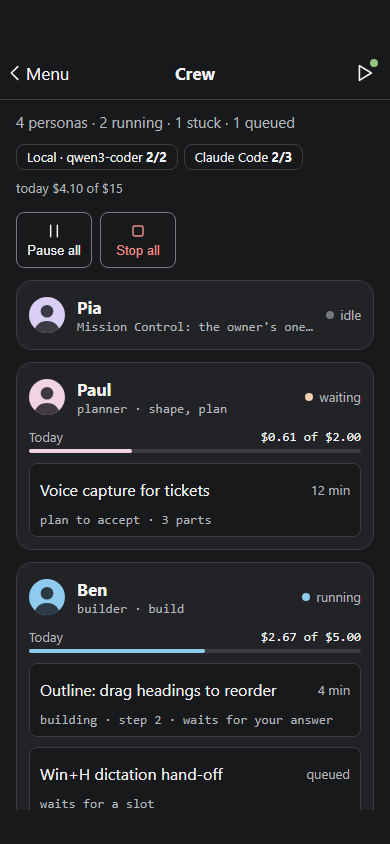 Menu
Crew
4 personas · 2 running · 1 stuck · 1 queued
Local · qwen3-coder 2/2
Claude Code 2/3
today $4.10 of $15
Pause all
Stop all
Pia
idle
Mission Control: the owner's one…
Paul
waiting
planner · shape, plan
Today
$0.61 of $2.00
Voice capture for tickets
12 min
plan to accept · 3 parts
Ben
running
builder · build
Today
$2.67 of $5.00
Outline: drag headings to reorder
4 min
building · step 2 · waits for your answer
Win+H dictation hand-off
queued
waits for a slot